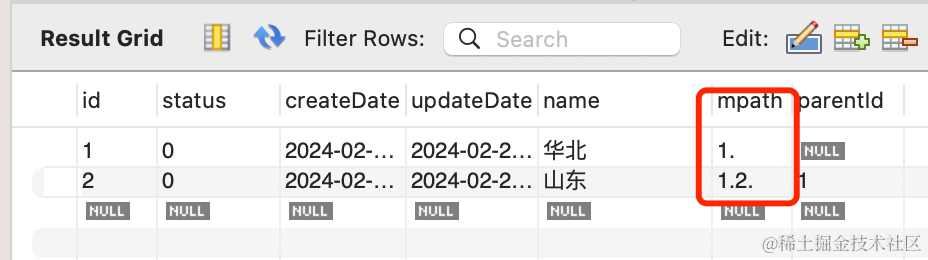 Result Grid Filter Rows: Search Edit:
id status createDate updateDate name mpath parentId
1 0 2024-02-... 2024-02-2... 华北 1. NULL
2 0 2024-02-... 2024-02-2... 山东 1.2. 1
NULL NULL NULL NULL NULL NULL NULL
@稀土掘金技术社区